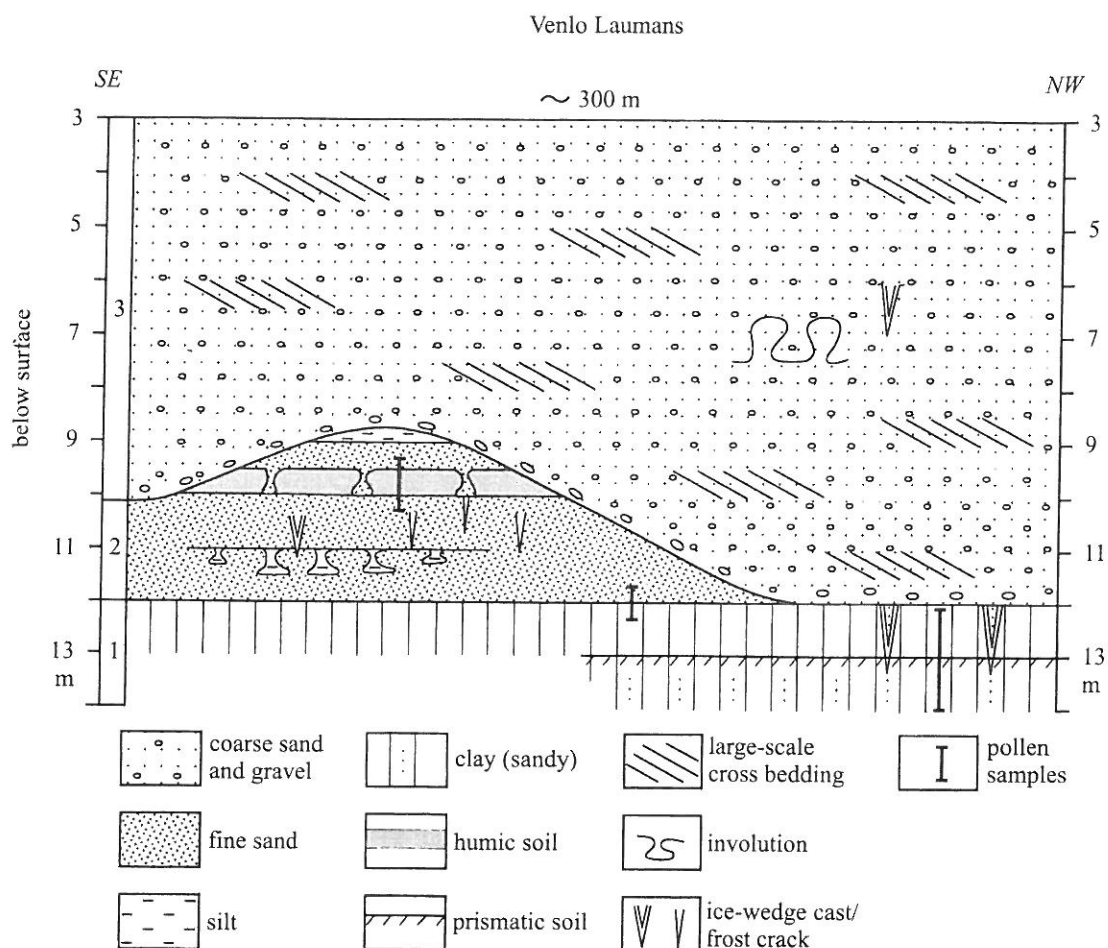 Venlo Laumans
SE
NW
~ 300 m
3
3
5
5
3
7
7
below surface
9
9
11
2
11
13
1
13
m
m
coarse sand
and gravel
clay (sandy)
large-scale
cross bedding
pollen
samples
fine sand
humic soil
involution
silt
prismatic soil
ice-wedge cast/
frost crack